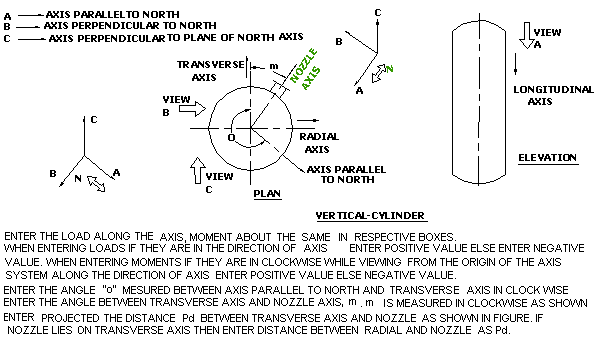 A AXIS PARALLEL TO NORTH
B AXIS PERPENDICULAR TO NORTH
C AXIS PERPENDICULAR TO PLANE OF NORTH AXIS
TRANSVERSE
AXIS
m
NOZZLE
AXIS
VIEW
B
O
RADIAL
AXIS
AXIS PARALLEL
TO NORTH
VIEW
C
PLAN
C
B
A
N
C
B
A
N
VIEW
A
LONGITUDINAL
AXIS
ELEVATION
VERTICAL-CYLINDER
ENTER THE LOAD ALONG THE AXIS, MOMENT ABOUT THE SAME IN RESPECTIVE BOXES.
WHEN ENTERING LOADS IF THEY ARE IN THE DIRECTION OF AXIS ENTER POSITIVE VALUE ELSE ENTER NEGATIVE
VALUE. WHEN ENTERING MOMENTS IF THEY ARE IN CLOCKWISE WHILE VIEWING FROM THE ORIGIN OF THE AXIS
SYSTEM ALONG THE DIRECTION OF AXIS ENTER POSITIVE VALUE ELSE NEGATIVE VALUE.
ENTER THE ANGLE "o" MESURED BETWEEN AXIS PARALLEL TO NORTH AND TRANSVERSE AXIS IN CLOCK WISE
ENTER THE ANGLE BETWEEN TRANSVERSE AXIS AND NOZZLE AXIS, m . m IS MEASURED IN CLOCKWISE AS SHOWN
ENTER PROJECTED THE DISTANCE Pd BETWEEN TRANSVERSE AXIS AND NOZZLE AS SHOWN IN FIGURE. IF
NOZZLE LIES ON TRANSVERSE AXIS THEN ENTER DISTANCE BETWEEN RADIAL AND NOZZLE AS Pd.